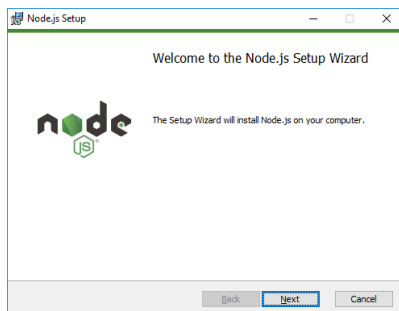 Node.js Setup
Welcome to the Node.js Setup Wizard
node
JS
The Setup Wizard will install Node.js on your computer.
Back Next Cancel